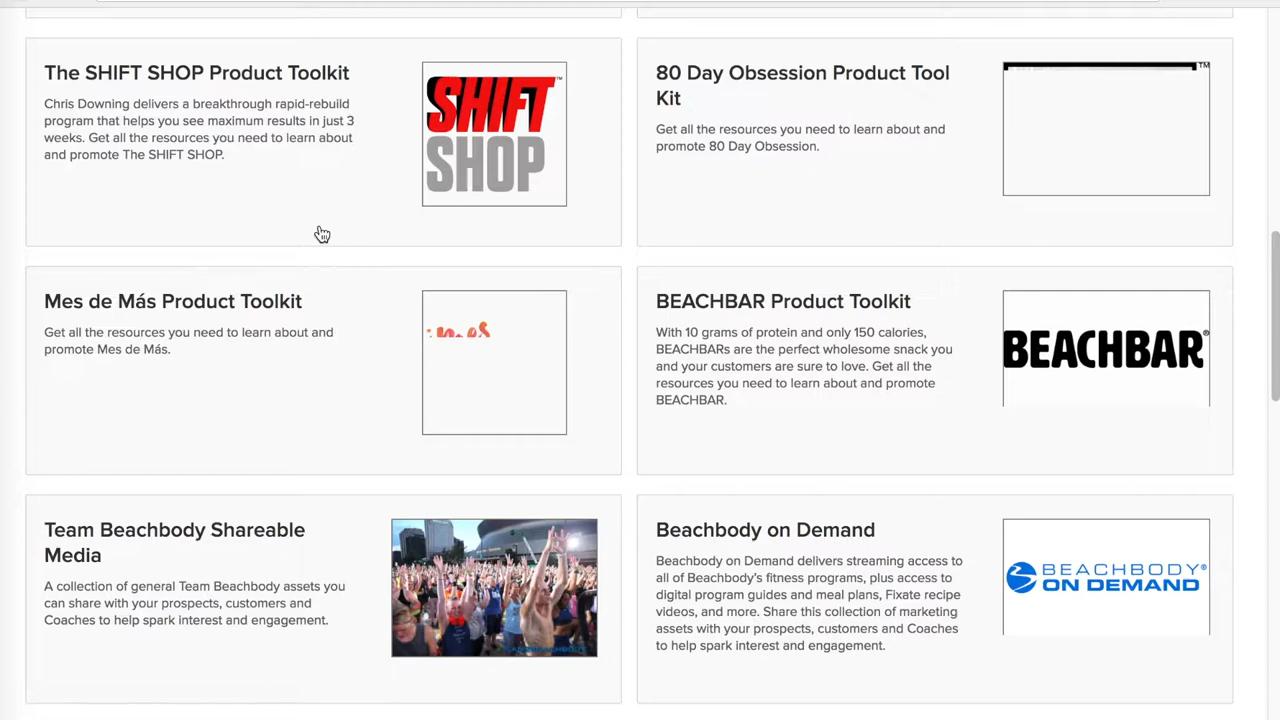 The SHIFT SHOP Product Toolkit
Chris Downing delivers a breakthrough rapid-rebuild
program that helps you see maximum results in just 3
weeks. Get all the resources you need to learn about
and promote The SHIFT SHOP.
SHIFT™
SHOP
80 Day Obsession Product Tool
Kit
Get all the resources you need to learn about and
promote 80 Day Obsession.
TM
Mes de Más Product Toolkit
Get all the resources you need to learn about and
promote Mes de Más.
mes
BEACHBAR Product Toolkit
With 10 grams of protein and only 150 calories,
BEACHBARs are the perfect wholesome snack you
and your customers are sure to love. Get all the
resources you need to learn about and promote
BEACHBAR.
BEACHBAR®
Team Beachbody Shareable
Media
A collection of general Team Beachbody assets you
can share with your prospects, customers and
Coaches to help spark interest and engagement.
Beachbody on Demand
Beachbody on Demand delivers streaming access to
all of Beachbody's fitness programs, plus access to
digital program guides and meal plans, Fixate recipe
videos, and more. Share this collection of marketing
assets with your prospects, customers and Coaches
to help spark interest and engagement.
BEACHBODY®
ON DEMAND